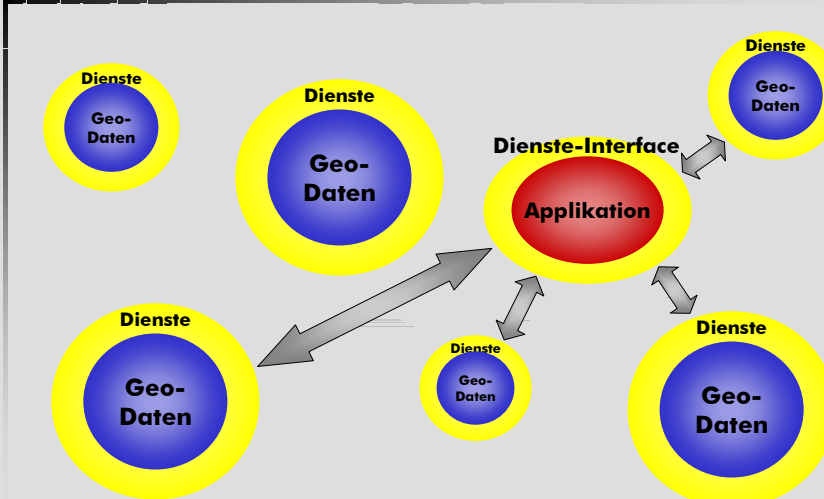 Dienste
Geo-
Daten
Dienste
Geo-
Daten
Dienste-Interface
Applikation
Dienste
Geo-
Daten
Dienste
Geo-
Daten
Dienste
Geo-
Daten
Dienste
Geo-
Daten